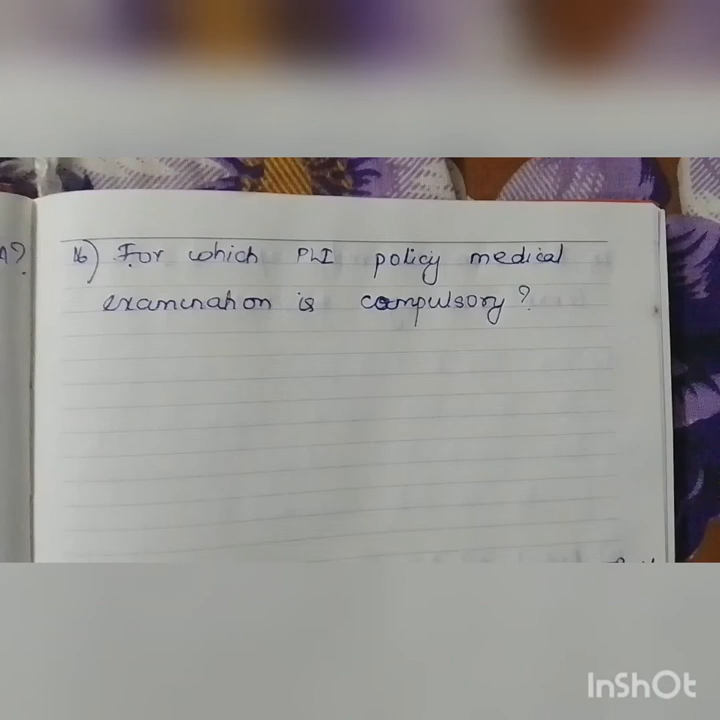 n?
16) For which PLI policy medical
examination is compulsory?
InShOt